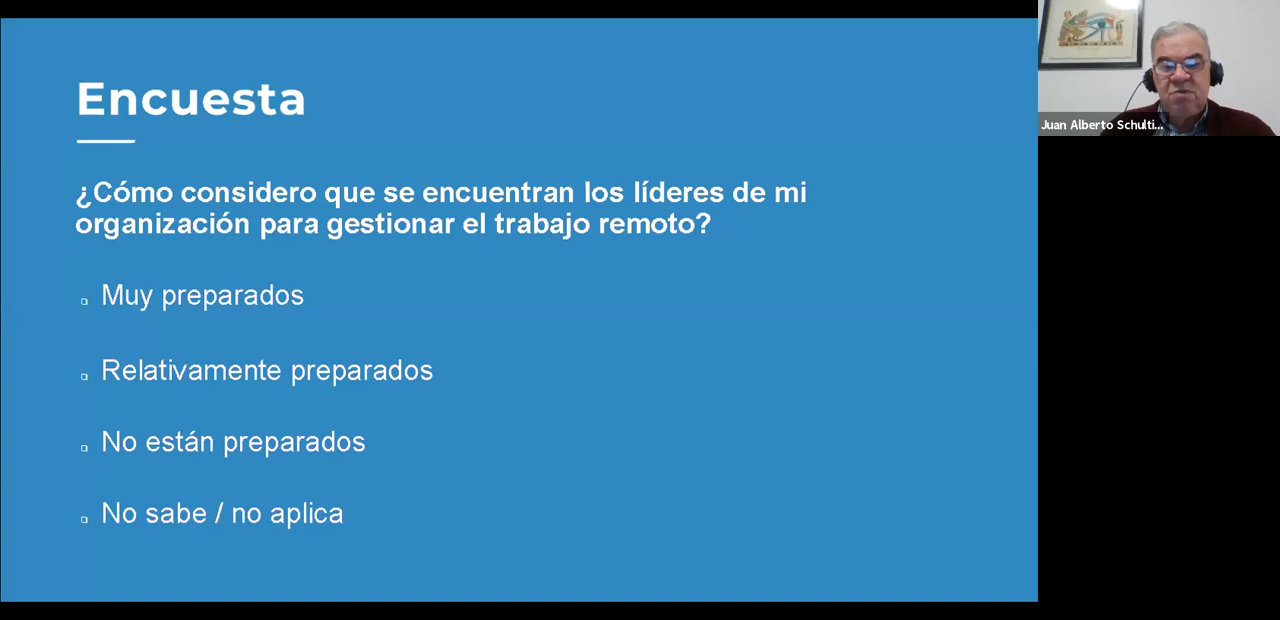 Encuesta
¿Cómo considero que se encuentran los líderes de mi
organización para gestionar el trabajo remoto?
Muy preparados
Relativamente preparados
No están preparados
No sabe / no aplica
Juan Alberto Schulti...